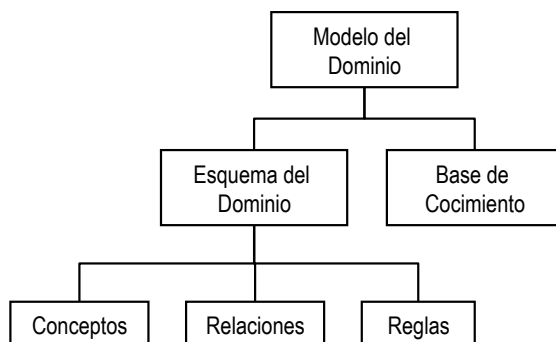 Modelo del
Dominio
Esquema del
Dominio
Base de
Cocimiento
Conceptos
Relaciones
Reglas